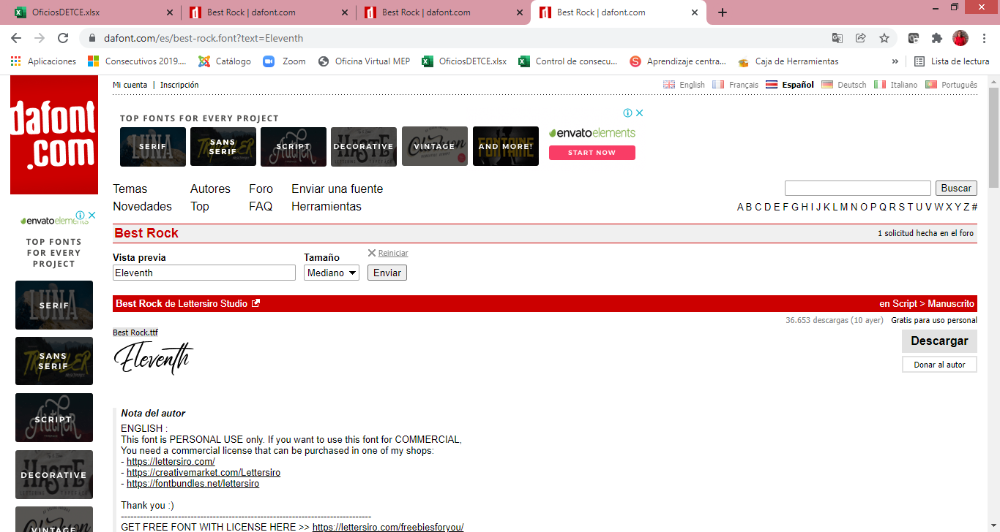 OficiosDETCE.xlsx
Best Rock | dafont.com
Best Rock | dafont.com
Best Rock | dafont.com
dafont.com/es/best-rock.font?text=Eleventh
Aplicaciones
Consecutivos 2019....
Catálogo
Zoom
Oficina Virtual MEP
OficiosDETCE.xlsx
Control de consecu...
Aprendizaje centra...
Caja de Herramientas
»
Lista de lectura
dafont
.com
Mi cuenta | Inscripción
English
Français
Español
Deutsch
Italiano
Português
TOP FONTS FOR EVERY PROJECT
SERIF
LUNA
SANS SERIF
TRAVELER
SCRIPT
Auther
DECORATIVE
HASTE
VINTAGE
AND MORE!
FONTAINE
envatoelements
START NOW
Temas
Autores
Foro
Enviar una fuente
Novedades
Top
FAQ
Herramientas
Buscar
A B C D E F G H I J K L M N O P Q R S T U V W X Y Z #
envatoelements
TOP FONTS
FOR EVERY
PROJECT
SERIF
LUNA
SANS
SERIF
TRAVELER
SCRIPT
Auther
DECORATIVE
HASTE
VINTAGE
Best Rock
1 solicitud hecha en el foro
Vista previa
Eleventh
Tamaño
Mediano
Reiniciar
Enviar
Best Rock de Lettersiro Studio
en Script > Manuscrito
36.653 descargas (10 ayer)
Gratis para uso personal
Best Rock.ttf
Eleventh
Descargar
Donar al autor
Nota del autor
ENGLISH :
This font is PERSONAL USE only. If you want to use this font for COMMERCIAL,
You need a commercial license that can be purchased in one of my shops:
- https://lettersiro.com/
- https://creativemarket.com/Lettersiro
- https://fontbundles.net/lettersiro
Thank you :)
------------------------------------------------------------------------------
GET FREE FONT WITH LICENSE HERE >> https://lettersiro.com/freebiesforyou/